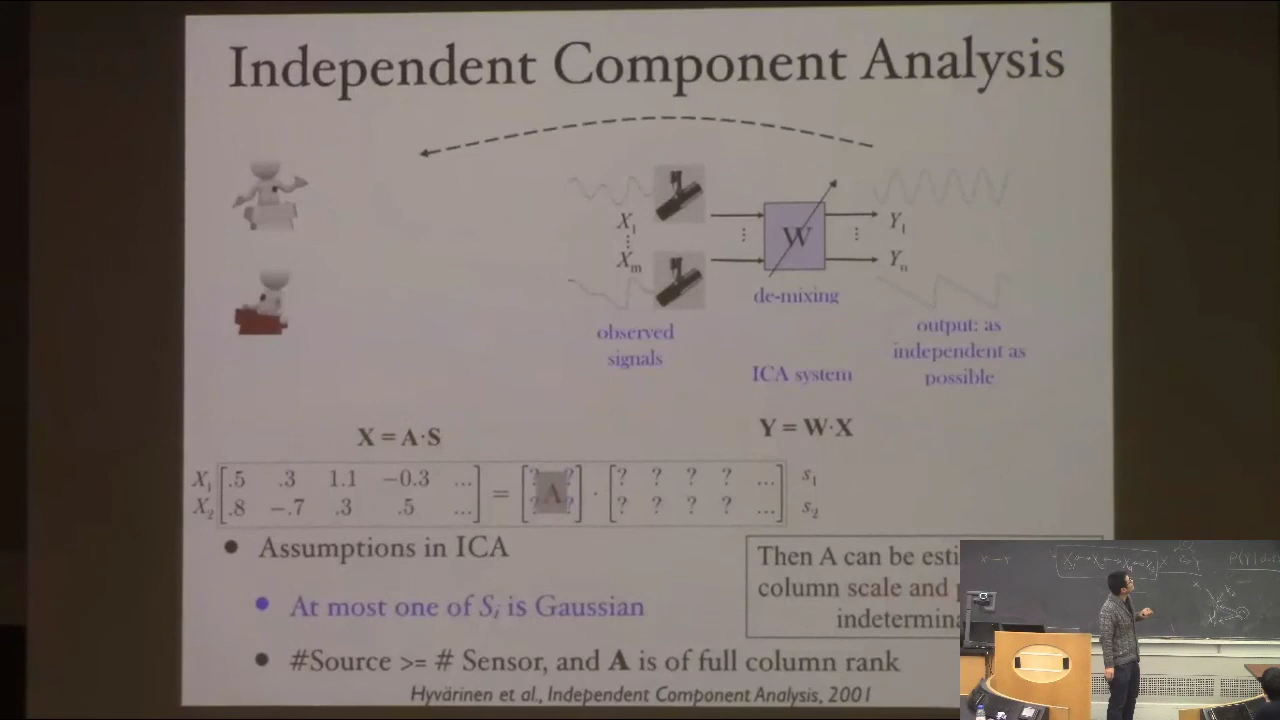 Independent Component Analysis
X1
⋮
Xm
⋮
W
⋮
Y1
Yn
de-mixing
observed
signals
output: as
independent as
possible
ICA system
X = A·S
Y = W·X
X1 [.5 .3 1.1 −0.3 ...] = [? ?] · [? ? ? ? ...] s1
X2 [.8 −.7 .3 .5 ...] A [? ?] [? ? ? ? ...] s2
• Assumptions in ICA
• At most one of Si is Gaussian
• #Source >= # Sensor, and A is of full column rank
Then A can be esti
column scale and
indetermina
Hyvärinen et al., Independent Component Analysis, 2001